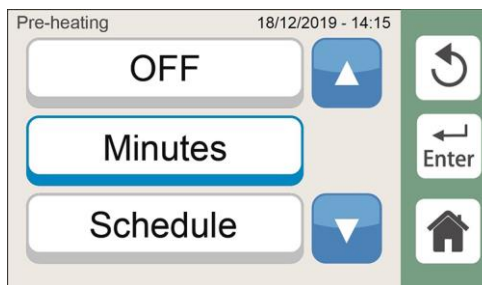 Pre-heating 18/12/2019 - 14:15
OFF
Minutes
Enter
Schedule